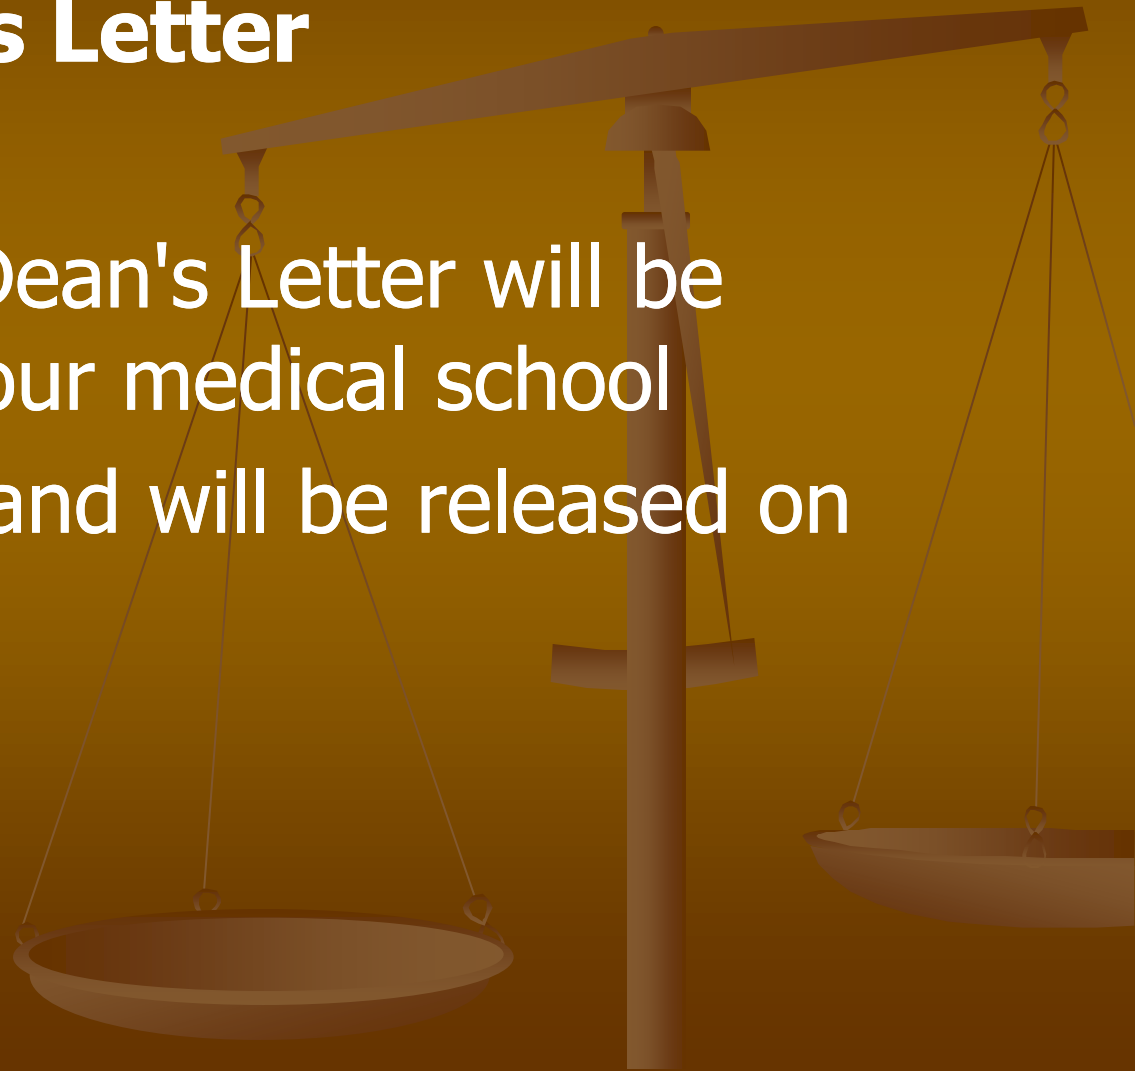 s Letter
Dean's Letter will be
our medical school
and will be released on